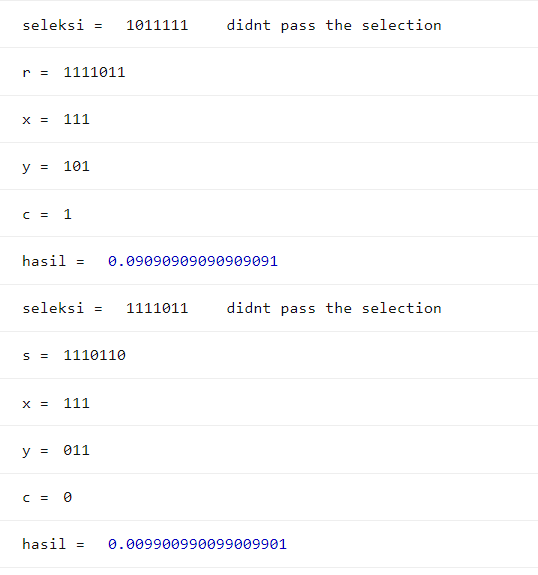 seleksi = 1011111 didnt pass the selection
r = 1111011
x = 111
y = 101
c = 1
hasil = 0.09090909090909091
seleksi = 1111011 didnt pass the selection
s = 1110110
x = 111
y = 011
c = 0
hasil = 0.009900990099009901